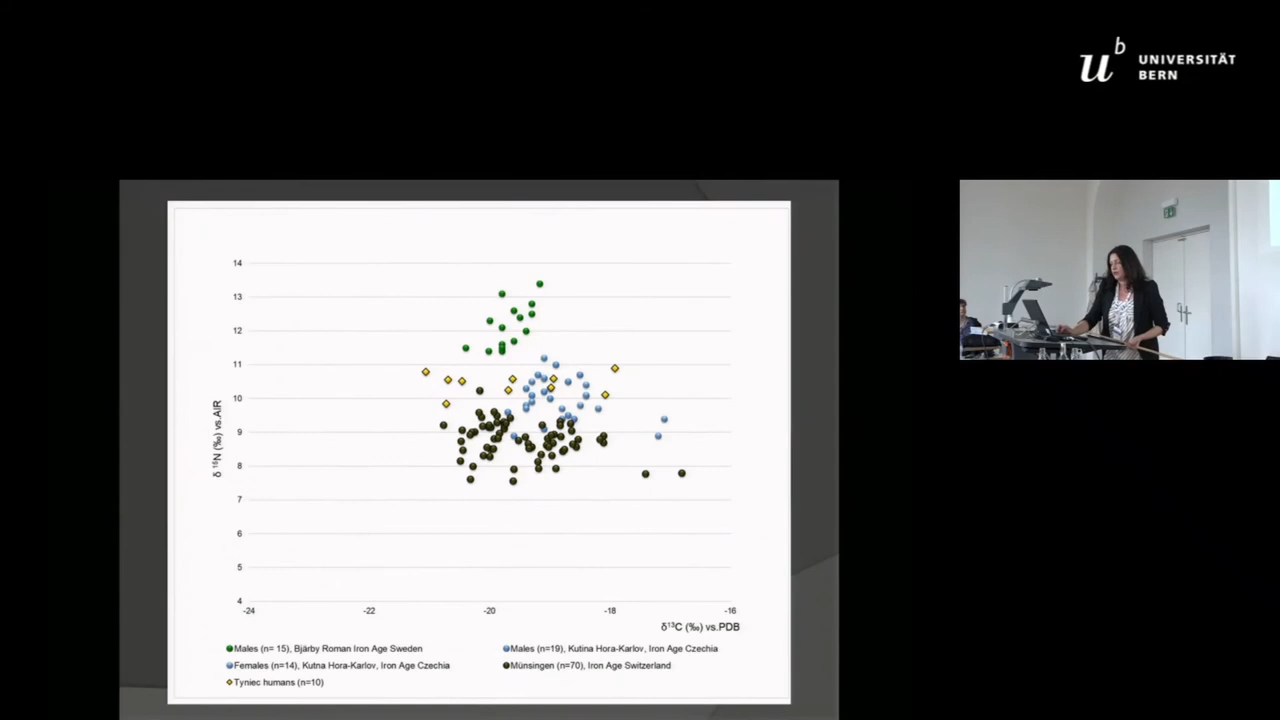 u b
UNIVERSITÄT
BERN
14
13
12
11
10
9
8
7
6
5
4
δ ¹⁵N (‰) vs.AIR
-24 -22 -20 -18 -16
δ¹³C (‰) vs.PDB
Males (n= 15), Bjärby Roman Iron Age Sweden
Males (n=19), Kutina Hora-Karlov, Iron Age Czechia
Females (n=14), Kutna Hora-Karlov, Iron Age Czechia
Münsingen (n=70), Iron Age Switzerland
Tyniec humans (n=10)